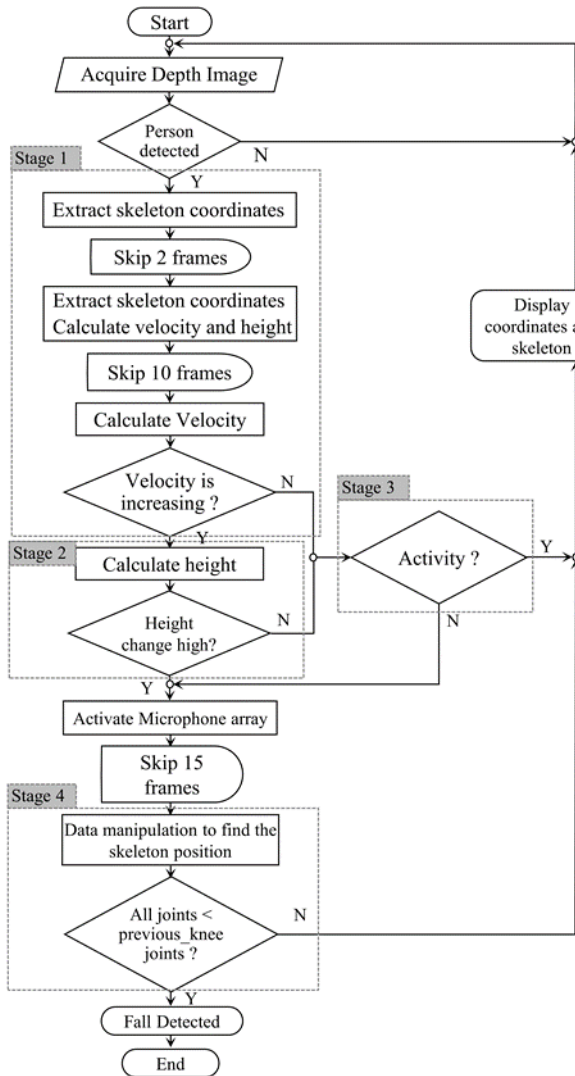 Start
Acquire Depth Image
Person
detected
N
Stage 1
Y
Extract skeleton coordinates
Skip 2 frames
Extract skeleton coordinates
Calculate velocity and height
Display
coordinates a
skeleton
Skip 10 frames
Calculate Velocity
Velocity is
increasing ?
N
Stage 3
Y
Stage 2
Calculate height
Activity ?
Y
Height
change high?
N
N
Y
Activate Microphone array
Skip 15
frames
Stage 4
Data manipulation to find the
skeleton position
All joints <
previous_knee
joints ?
N
Y
Fall Detected
End